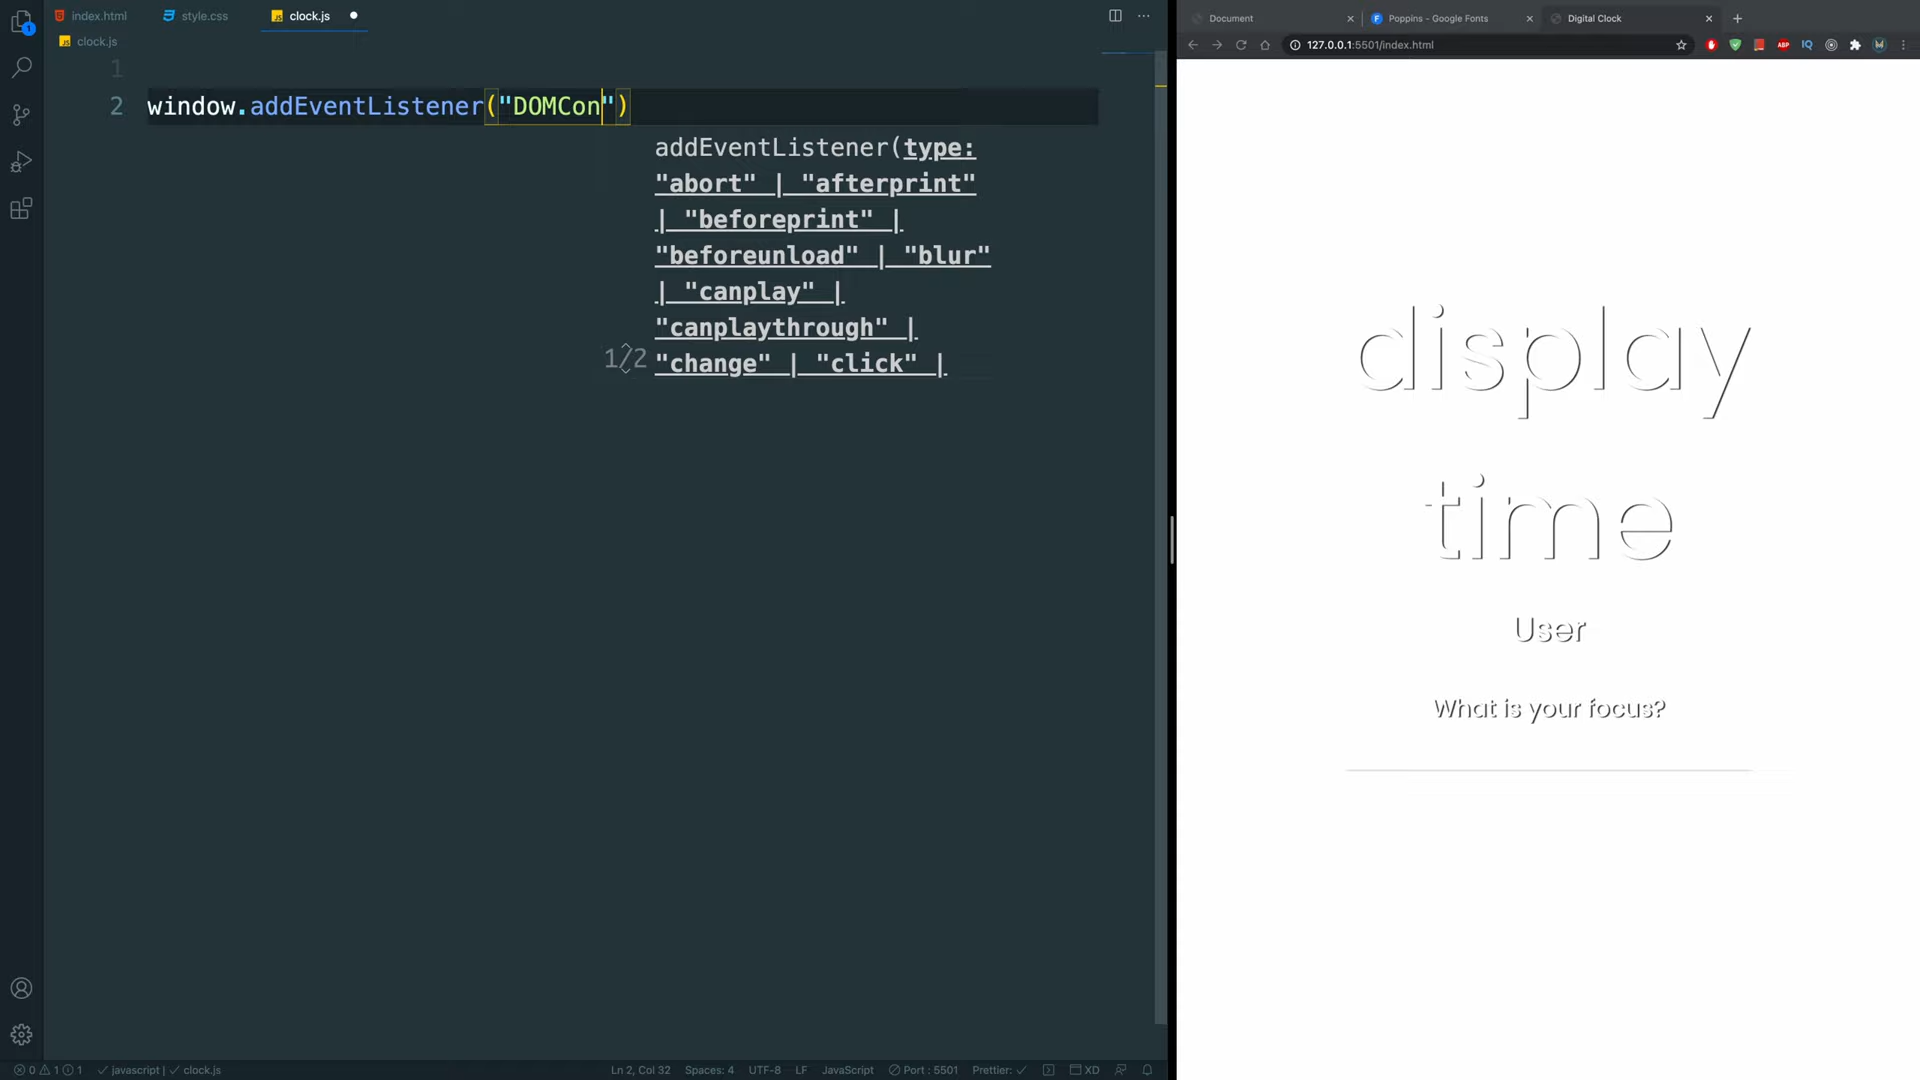 index.html
style.css
clock.js
clock.js
1
2 window.addEventListener("DOMCon")
addEventListener(type:
"abort" | "afterprint"
| "beforeprint" |
"beforeunload" | "blur"
| "canplay" |
"canplaythrough" |
1/2 "change" | "click" |
0 1 1 javascript | clock.js
Ln 2, Col 32 Spaces: 4 UTF-8 LF JavaScript Port : 5501 Prettier: XD
Document
Poppins - Google Fonts
Digital Clock
127.0.0.1:5501/index.html
ABP
IQ
display
time
User
What is your focus?